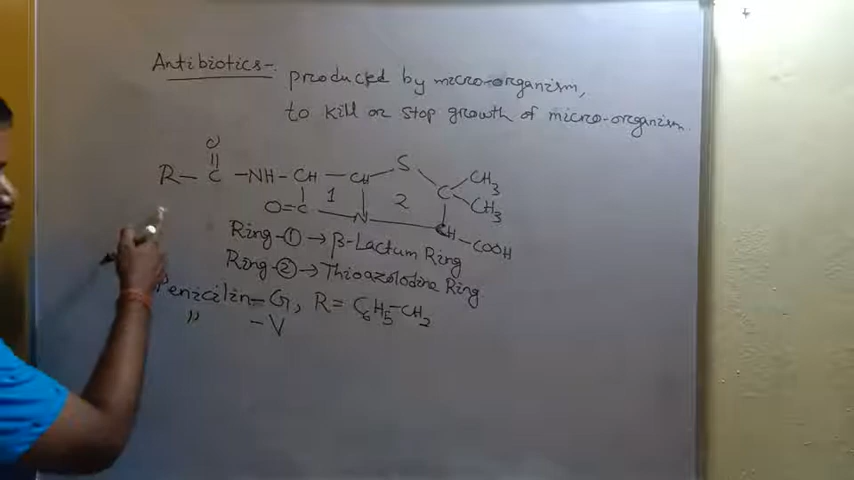 Antibiotics-. produced by micro-organism,
to kill or stop growth of micro-organism.
O
R - C - NH - CH - CH S C CH3
CH3
1 2
O=C - N CH - COOH
Ring-① → β-Lactum Ring
Ring-② → Thioazolodine Ring
Penicilin-G, R= C6H5-CH2
" -V